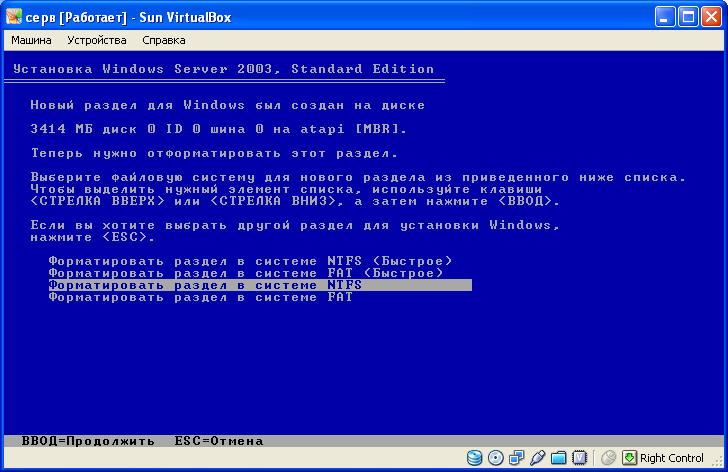 серв [Работает] - Sun VirtualBox
Машина Устройства Справка
Установка Windows Server 2003, Standard Edition
Новый раздел для Windows был создан на диске
3414 МБ диск 0 ID 0 шина 0 на atapi [MBR].
Теперь нужно отформатировать этот раздел.
Выберите файловую систему для нового раздела из приведенного ниже списка.
Чтобы выделить нужный элемент списка, используйте клавиши
<СТРЕЛКА ВВЕРХ> или <СТРЕЛКА ВНИЗ>, а затем нажмите <ВВОД>.
Если вы хотите выбрать другой раздел для установки Windows,
нажмите <ESC>.
Форматировать раздел в системе NTFS (Быстрое)
Форматировать раздел в системе FAT (Быстрое)
Форматировать раздел в системе NTFS
Форматировать раздел в системе FAT
ВВОД=Продолжить ESC=Отмена
Right Control